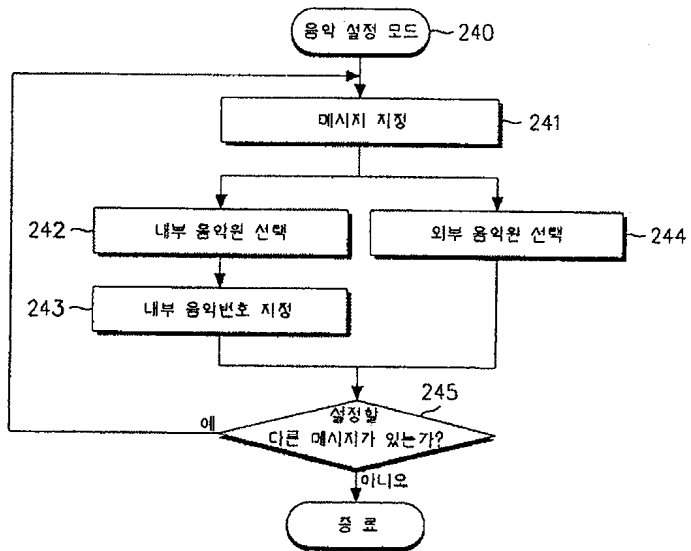 음악 설정 모드
240
메시지 지정
241
242
내부 음악원 선택
외부 음악원 선택
244
243
내부 음악번호 지정
245
설정할
다른 메시지가 있는가?
예
아니오
종료